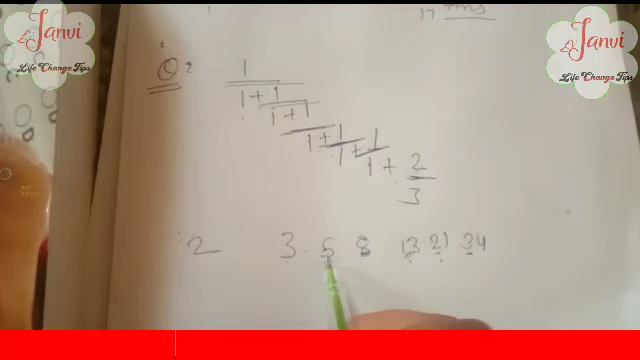 Janvi
Life Change Tips
Janvi
Life Change Tips
Q2
1
1 + 1
1 + 1
1 + 1
1 + 1
1 + 2
3
2 3 5 8 13 21 34